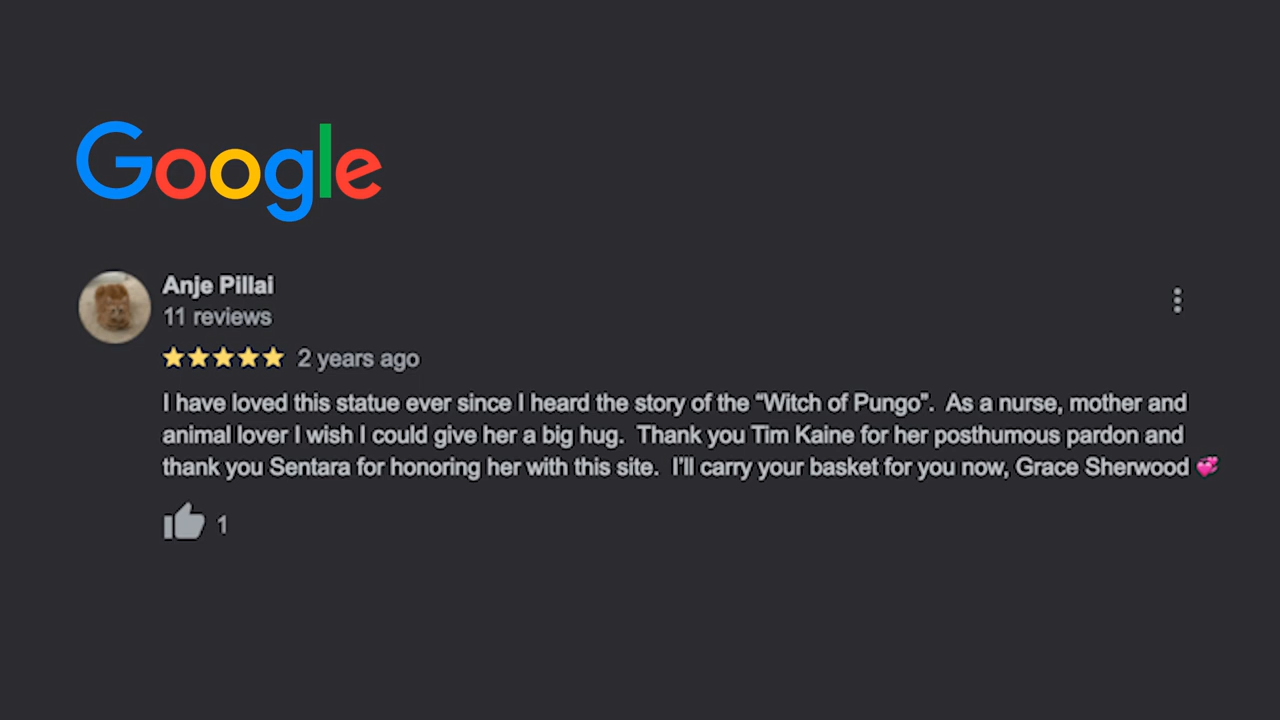 Google
Anje Pillai
11 reviews
2 years ago
I have loved this statue ever since I heard the story of the “Witch of Pungo”.  As a nurse, mother and
animal lover I wish I could give her a big hug.  Thank you Tim Kaine for her posthumous pardon and
thank you Sentara for honoring her with this site.  I’ll carry your basket for you now, Grace Sherwood 💞
1